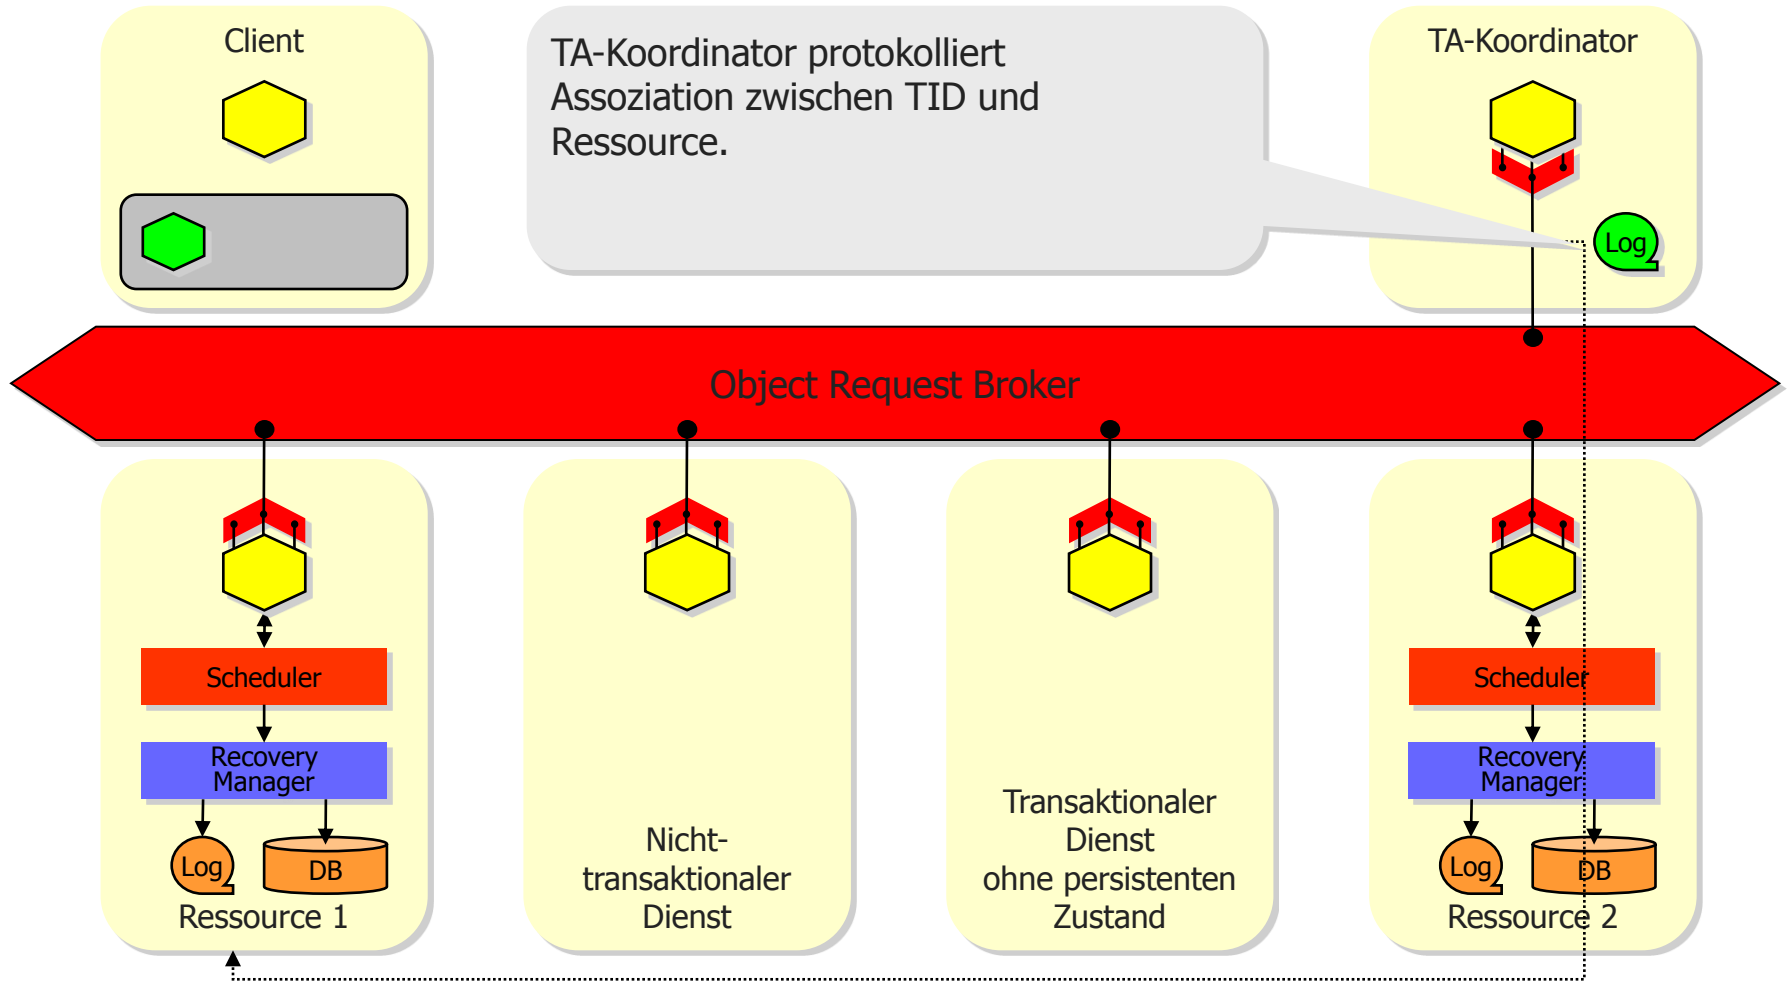 Client
TA-Koordinator protokolliert
Assoziation zwischen TID und
Ressource.
TA-Koordinator
Log
Object Request Broker
Scheduler
Recovery
Manager
Log
DB
Ressource 1
Nicht-
transaktionaler
Dienst
Transaktionaler
Dienst
ohne persistenten
Zustand
Scheduler
Recovery
Manager
Log
DB
Ressource 2